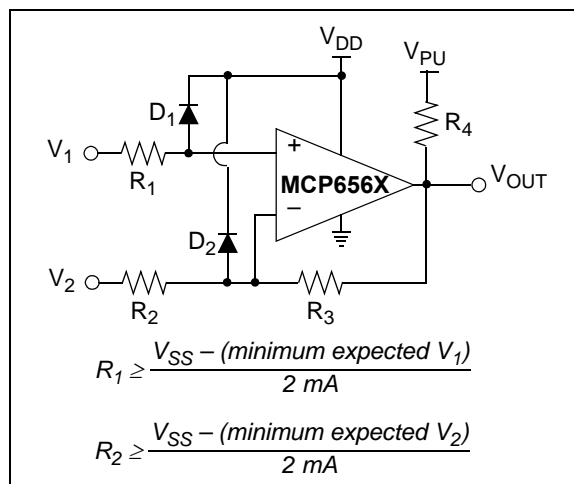 V_DD
V_PU
D_1
R_4
V_1
R_1
+
MCP656X
V_OUT
–
D_2
V_2
R_2
R_3
R_1 ≥ V_SS – (minimum expected V_1) / 2 mA
R_2 ≥ V_SS – (minimum expected V_2) / 2 mA